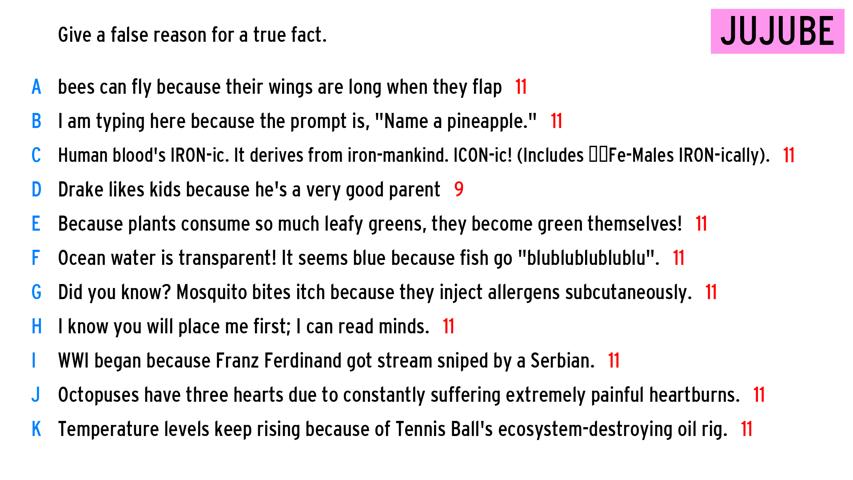 Give a false reason for a true fact.
JUJUBE
A bees can fly because their wings are long when they flap 11
B I am typing here because the prompt is, "Name a pineapple." 11
C Human blood's IRON-ic. It derives from iron-mankind. ICON-ic! (Includes Fe-Males IRON-ically). 11
D Drake likes kids because he's a very good parent 9
E Because plants consume so much leafy greens, they become green themselves! 11
F Ocean water is transparent! It seems blue because fish go "blublublublublu". 11
G Did you know? Mosquito bites itch because they inject allergens subcutaneously. 11
H I know you will place me first; I can read minds. 11
I WWI began because Franz Ferdinand got stream sniped by a Serbian. 11
J Octopuses have three hearts due to constantly suffering extremely painful heartburns. 11
K Temperature levels keep rising because of Tennis Ball's ecosystem-destroying oil rig. 11